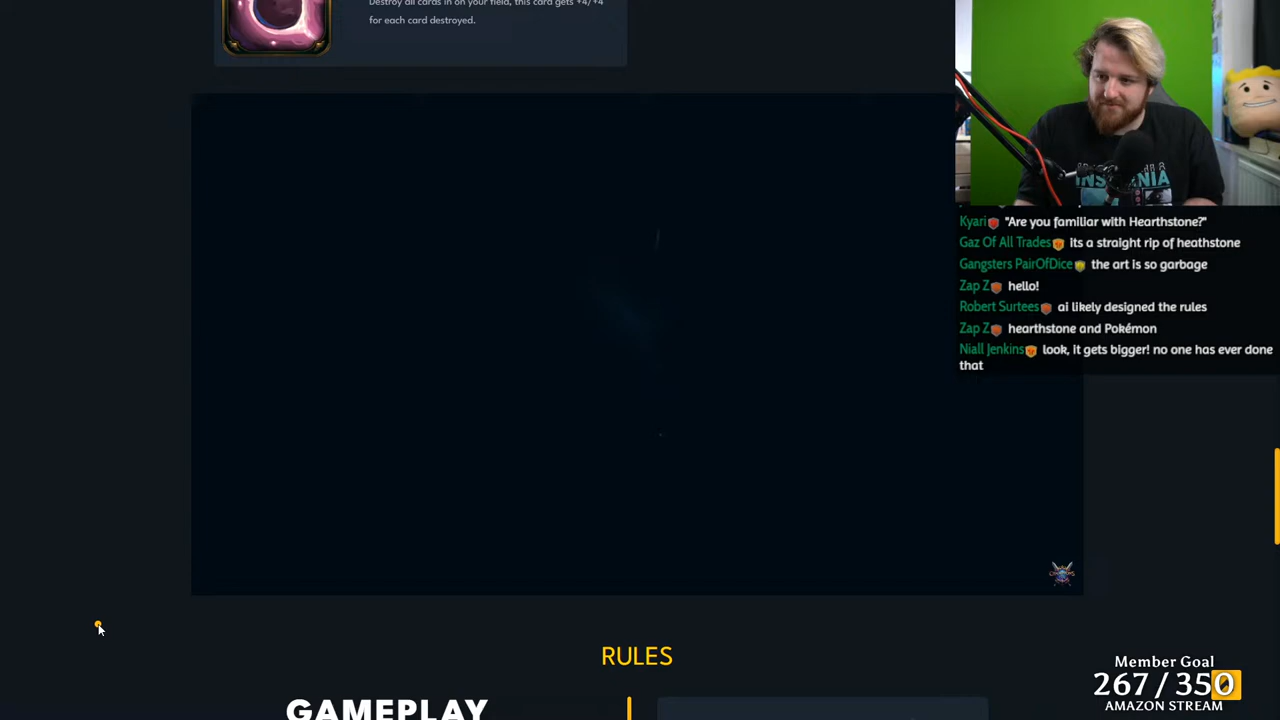 Destroy all cards in on your field, this card gets +4/+4
for each card destroyed.
INSOMNIA
Kyari "Are you familiar with Hearthstone?"
Gaz Of All Trades its a straight rip of heathstone
Gangsters PairOfDice the art is so garbage
Zap Z hello!
Robert Surtees ai likely designed the rules
Zap Z hearthstone and Pokémon
Niall Jenkins look, it gets bigger! no one has ever done
that
RULES
GAMEPLAY
Member Goal
267/350
AMAZON STREAM